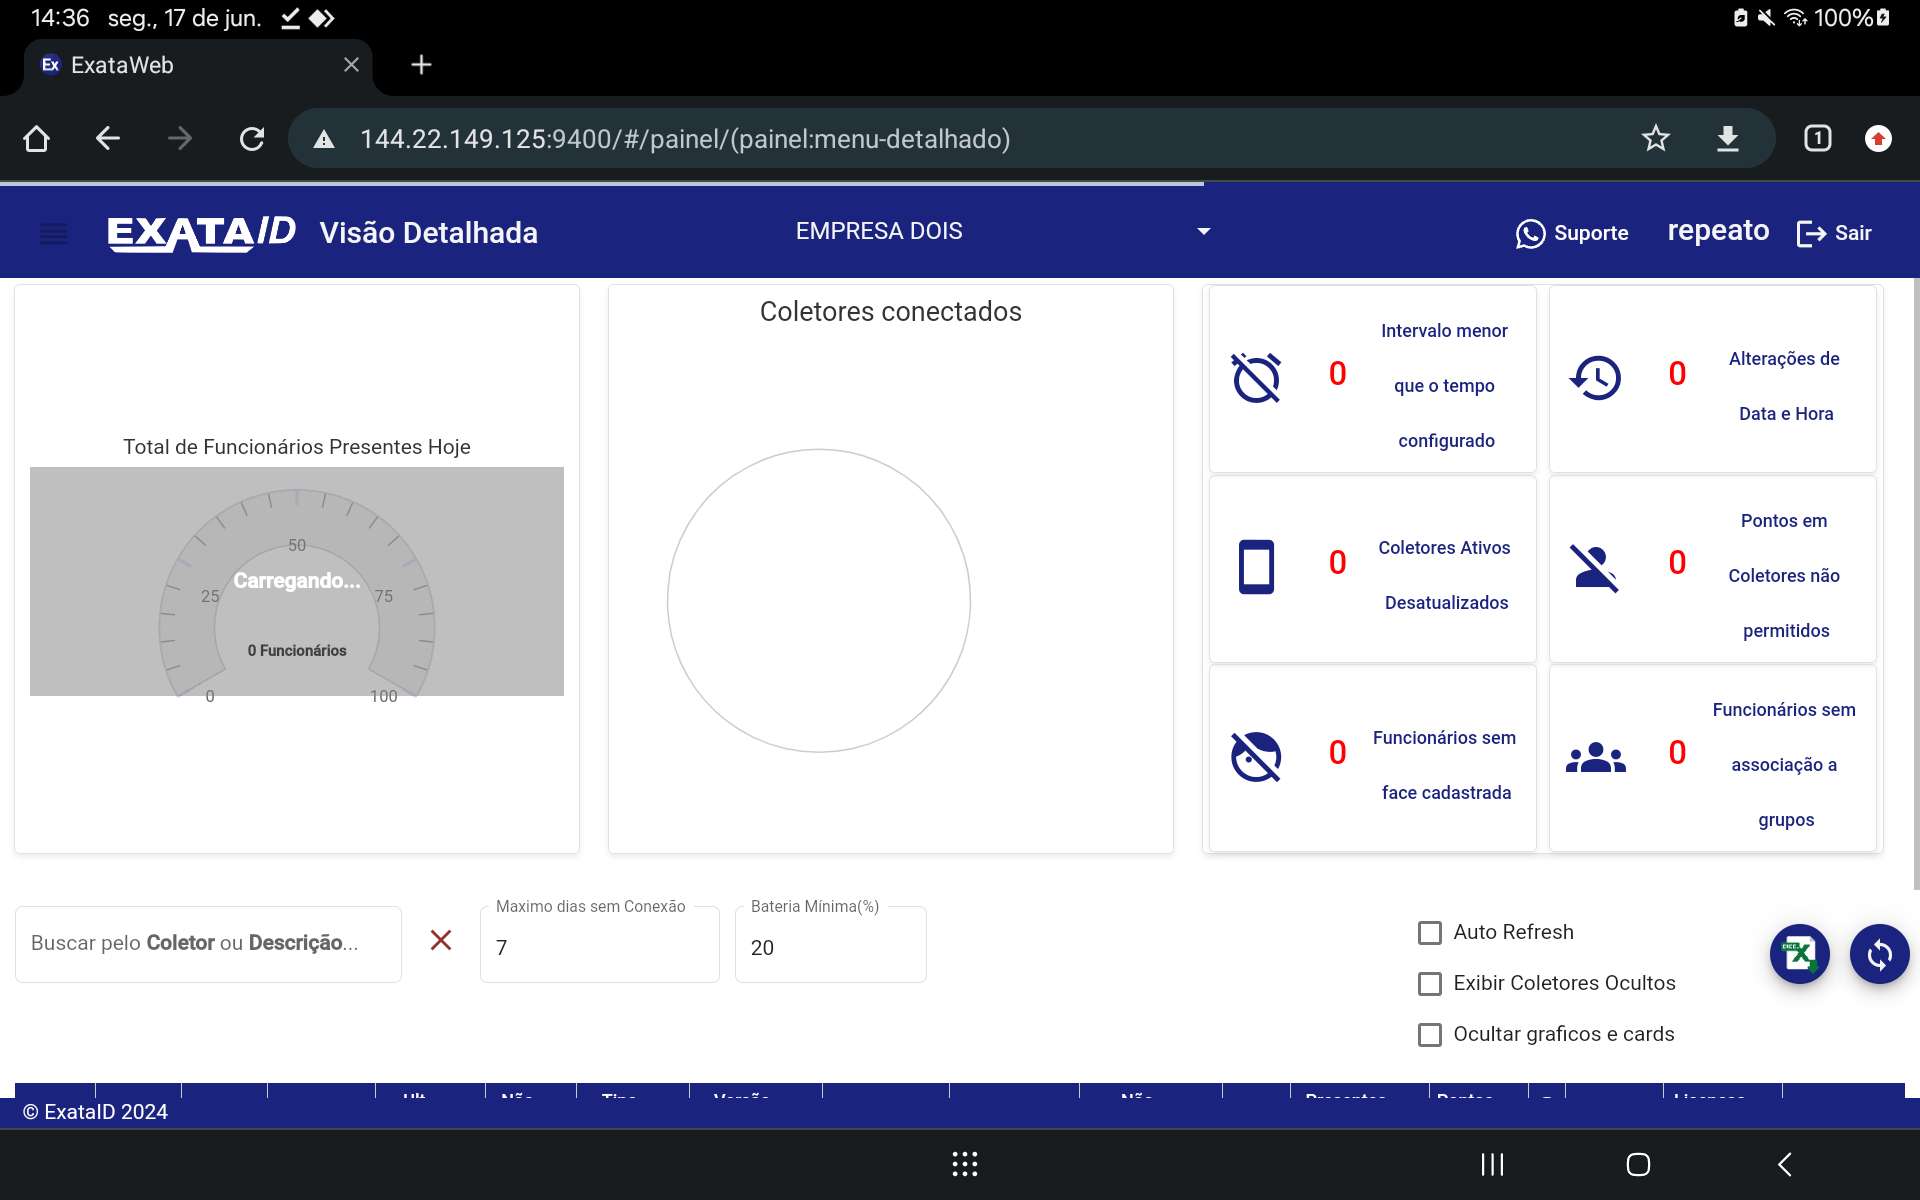 14:36 seg., 17 de jun.
100%
Ex ExataWeb
144.22.149.125:9400/#/painel/(painel:menu-detalhado)
1
EXATAID Visão Detalhada
EMPRESA DOIS
Suporte
repeato
Sair
Total de Funcionários Presentes Hoje
50
Carregando...
25
75
0 Funcionários
0
100
Coletores conectados
0
Intervalo menor
que o tempo
configurado
0
Alterações de
Data e Hora
0
Coletores Ativos
Desatualizados
0
Pontos em
Coletores não
permitidos
0
Funcionários sem
face cadastrada
0
Funcionários sem
associação a
grupos
Buscar pelo Coletor ou Descrição...
Maximo dias sem Conexão
7
Bateria Mínima(%)
20
Auto Refresh
Exibir Coletores Ocultos
Ocultar graficos e cards
© ExataID 2024